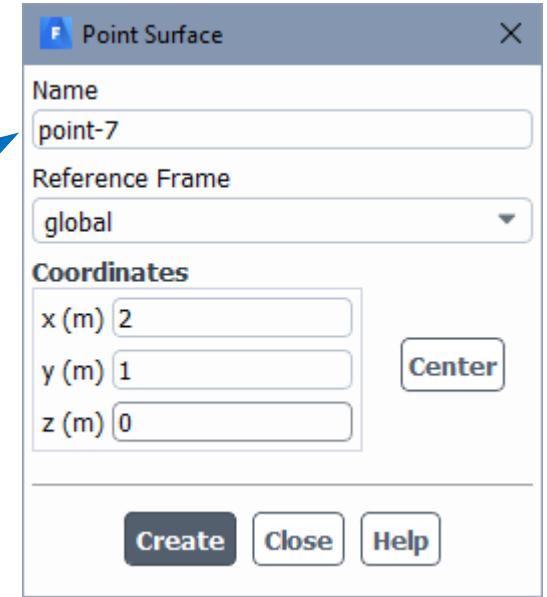 F Point Surface
Name
point-7
Reference Frame
global
Coordinates
x (m) 2
y (m) 1
Center
z (m) 0
Create Close Help